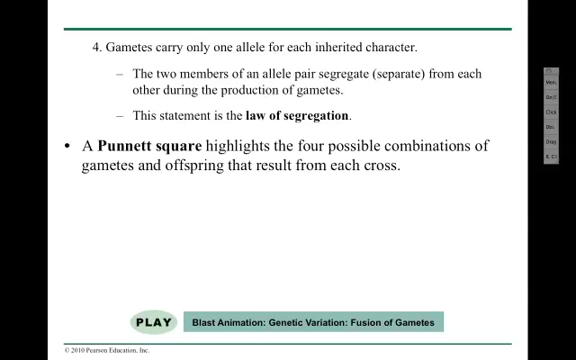 4. Gametes carry only one allele for each inherited character.
– The two members of an allele pair segregate (separate) from each
other during the production of gametes.
– This statement is the law of segregation.
• A Punnett square highlights the four possible combinations of
gametes and offspring that result from each cross.
PLAY
Blast Animation: Genetic Variation: Fusion of Gametes
© 2010 Pearson Education, Inc.
Click
Drag